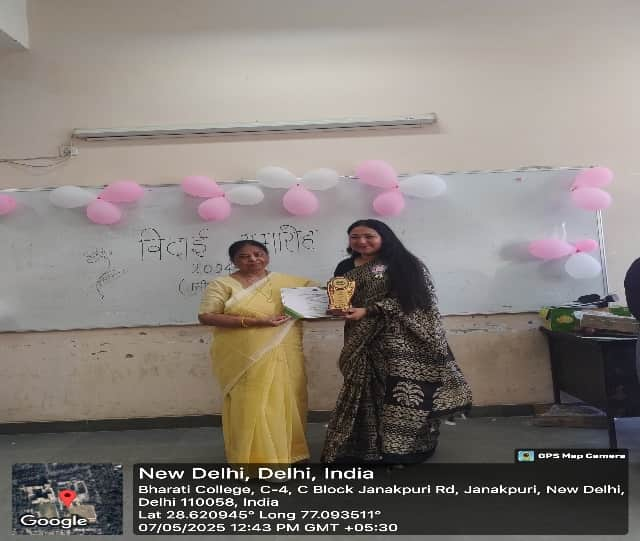 विदाई समारोह
2024
GPS Map Camera
Google
New Delhi, Delhi, India
Bharati College, C-4, C Block Janakpuri Rd, Janakpuri, New Delhi,
Delhi 110058, India
Lat 28.620945° Long 77.093511°
07/05/2025 12:43 PM GMT +05:30